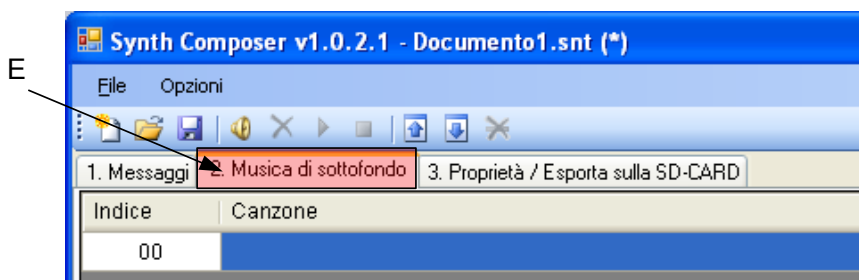 Synth Composer v1.0.2.1 - Documento1.snt (*)
E
File Opzioni
1. Messaggi 2. Musica di sottofondo 3. Proprietà / Esporta sulla SD-CARD
Indice Canzone
00